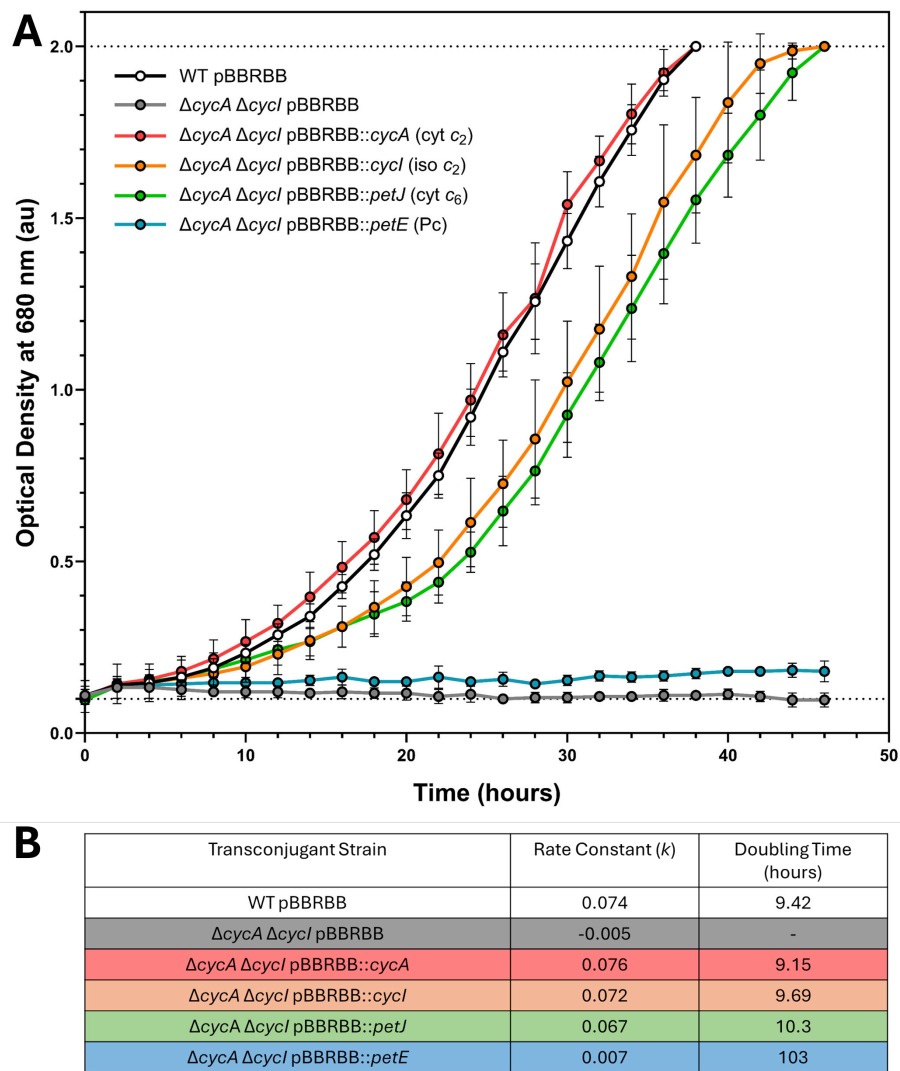 A
Optical Density at 680 nm (au)
2.0
1.5
1.0
0.5
0.0
WT pBBRBB
ΔcycA ΔcycI pBBRBB
ΔcycA ΔcycI pBBRBB::cycA (cyt c₂)
ΔcycA ΔcycI pBBRBB::cycI (iso c₂)
ΔcycA ΔcycI pBBRBB::petJ (cyt c₆)
ΔcycA ΔcycI pBBRBB::petE (Pc)
0 10 20 30 40 50
Time (hours)
B
Transconjugant Strain Rate Constant (k) Doubling Time
(hours)
WT pBBRBB 0.074 9.42
ΔcycA ΔcycI pBBRBB -0.005 -
ΔcycA ΔcycI pBBRBB::cycA 0.076 9.15
ΔcycA ΔcycI pBBRBB::cycI 0.072 9.69
ΔcycA ΔcycI pBBRBB::petJ 0.067 10.3
ΔcycA ΔcycI pBBRBB::petE 0.007 103